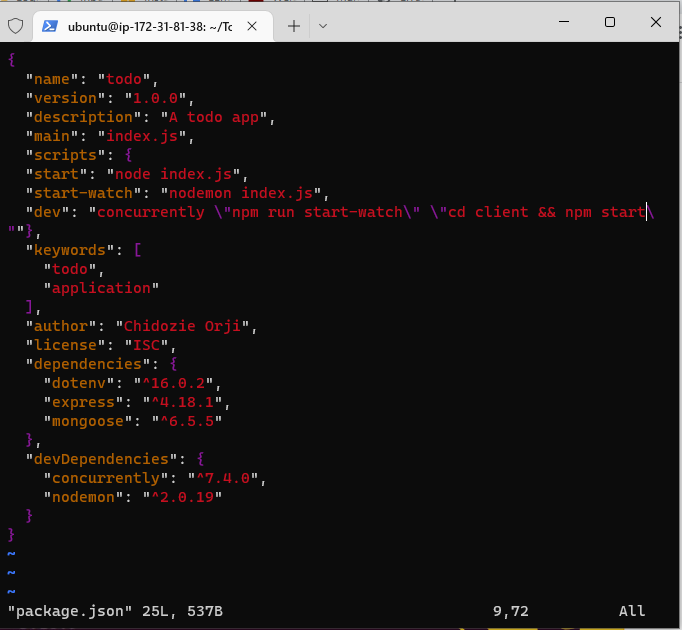 ubuntu@ip-172-31-81-38: ~/To
{
  "name": "todo",
  "version": "1.0.0",
  "description": "A todo app",
  "main": "index.js",
  "scripts": {
  "start": "node index.js",
  "start-watch": "nodemon index.js",
  "dev": "concurrently \"npm run start-watch\" \"cd client && npm start\
""},
  "keywords": [
    "todo",
    "application"
  ],
  "author": "Chidozie Orji",
  "license": "ISC",
  "dependencies": {
    "dotenv": "^16.0.2",
    "express": "^4.18.1",
    "mongoose": "^6.5.5"
  },
  "devDependencies": {
    "concurrently": "^7.4.0",
    "nodemon": "^2.0.19"
  }
}
~
~
~
"package.json" 25L, 537B 9,72 All